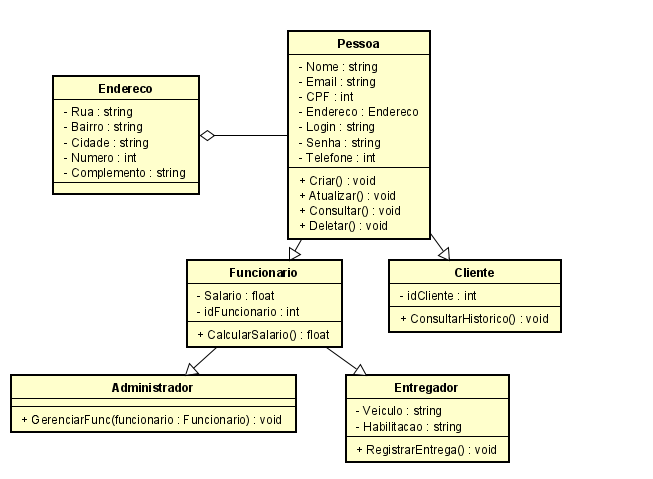 Pessoa
- Nome : string
- Email : string
- CPF : int
- Endereco : Endereco
- Login : string
- Senha : string
- Telefone : int
+ Criar() : void
+ Atualizar() : void
+ Consultar() : void
+ Deletar() : void
Endereco
- Rua : string
- Bairro : string
- Cidade : string
- Numero : int
- Complemento : string
Funcionario
- Salario : float
- idFuncionario : int
+ CalcularSalario() : float
Cliente
- idCliente : int
+ ConsultarHistorico() : void
Administrador
+ GerenciarFunc(funcionario : Funcionario) : void
Entregador
- Veiculo : string
- Habilitacao : string
+ RegistrarEntrega() : void